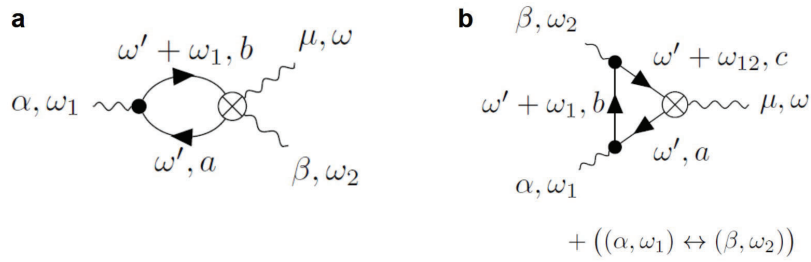 a
ω′ + ω₁, b
μ, ω
α, ω₁
ω′, a
β, ω₂
b
β, ω₂
ω′ + ω₁₂, c
ω′ + ω₁, b
μ, ω
ω′, a
α, ω₁
+ ((α, ω₁) ↔ (β, ω₂))